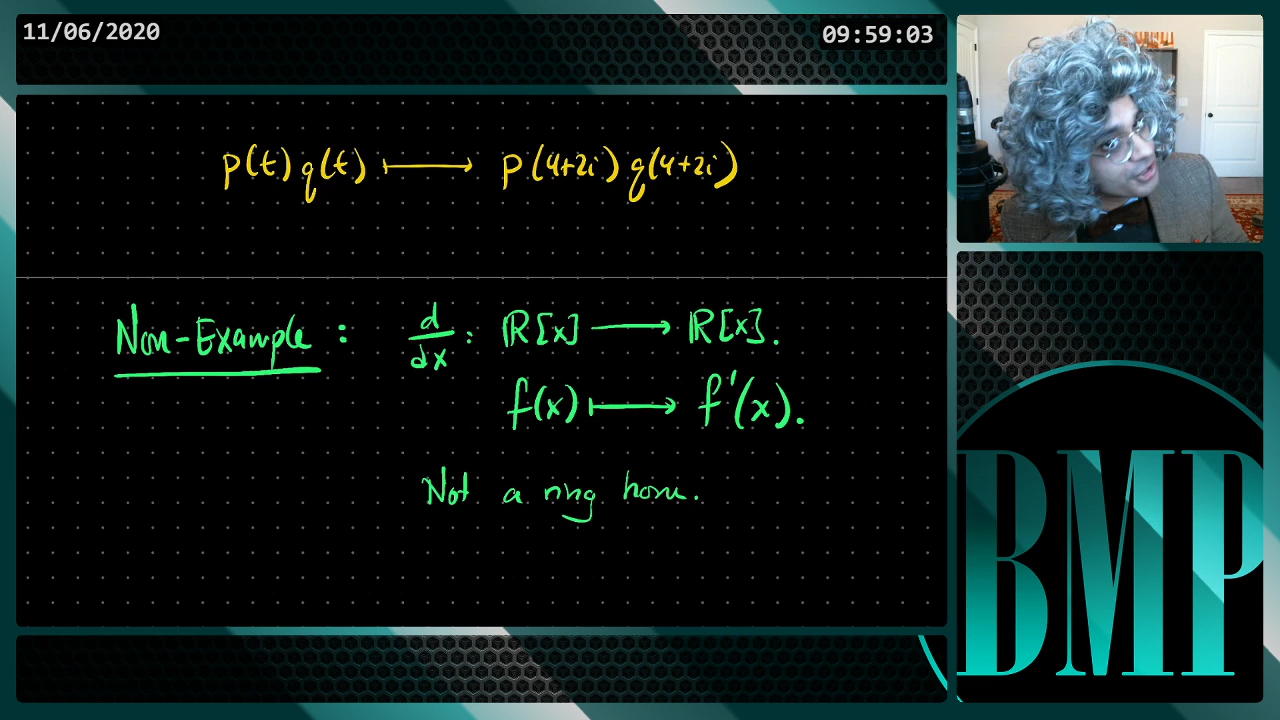 11/06/2020
09:59:03
p(t) q(t) ⟼ p(4+2i) q(4+2i)
Non-Example : d/dx : ℝ[x] ⟶ ℝ[x].
f(x) ⟼ f'(x).
Not a ring hom.
BMP